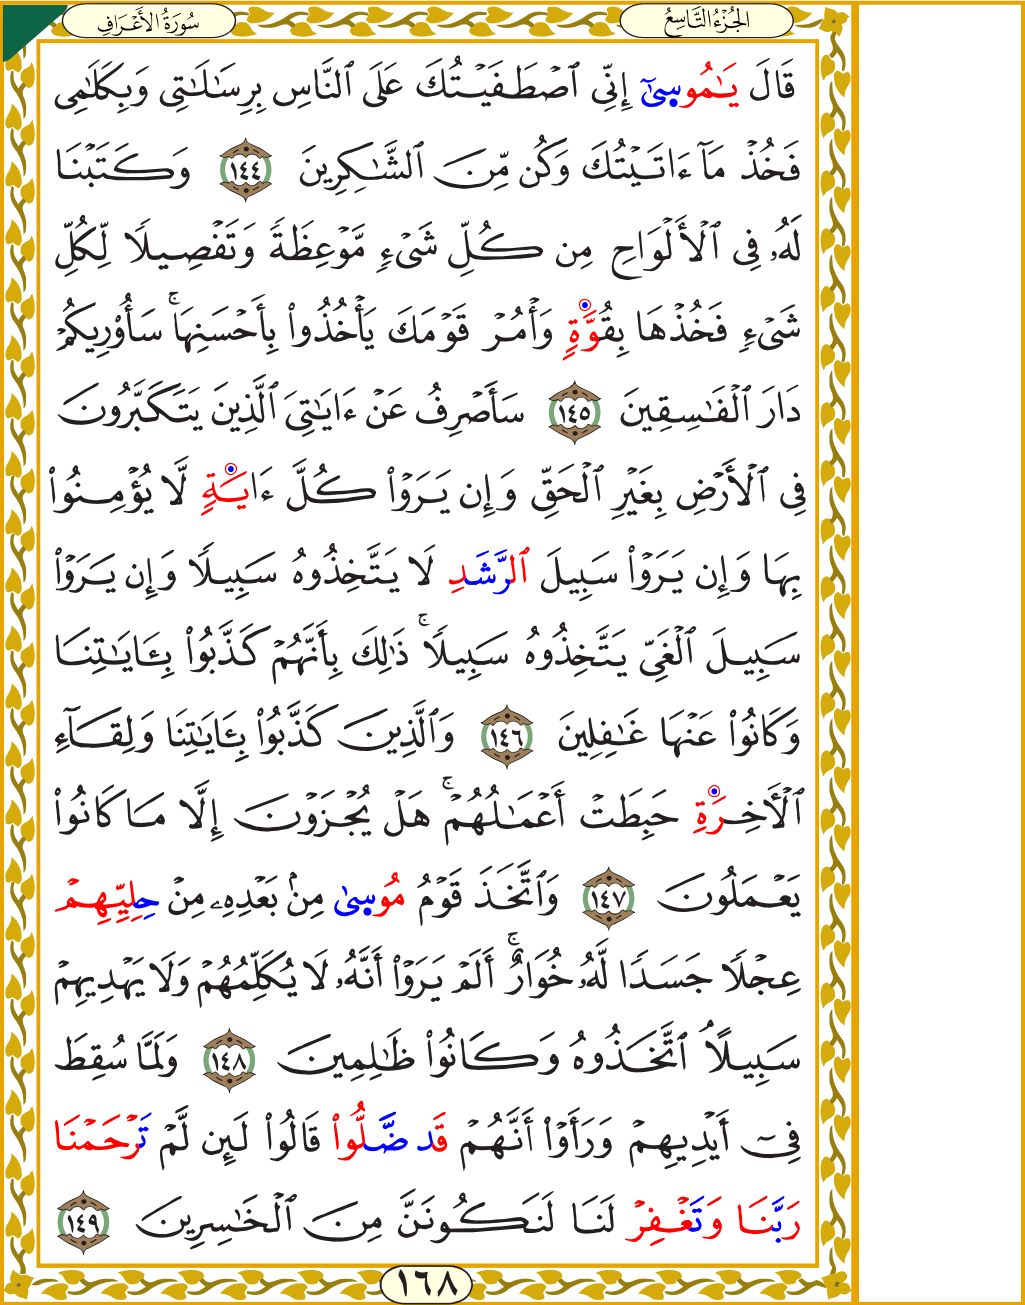 الجُزْءُ التَّاسِعُ
سُورَةُ الأَعْرَافِ
قَالَ يَٰمُوسِىٰٓ إِنِّى ٱصْطَفَيْتُكَ عَلَى ٱلنَّاسِ بِرِسَٰلَٰتِى وَبِكَلَٰمِى
فَخُذْ مَآ ءَاتَيْتُكَ وَكُن مِّنَ ٱلشَّٰكِرِينَ ١٤٤ وَكَتَبْنَا
لَهُۥ فِى ٱلْأَلْوَاحِ مِن كُلِّ شَىْءٍ مَّوْعِظَةً وَتَفْصِيلًا لِّكُلِّ
شَىْءٍ فَخُذْهَا بِقُوَّةٍ وَأْمُرْ قَوْمَكَ يَأْخُذُوا۟ بِأَحْسَنِهَا ۚ سَأُو۟رِيكُمْ
دَارَ ٱلْفَٰسِقِينَ ١٤٥ سَأَصْرِفُ عَنْ ءَايَٰتِىَ ٱلَّذِينَ يَتَكَبَّرُونَ
فِى ٱلْأَرْضِ بِغَيْرِ ٱلْحَقِّ وَإِن يَرَوْا۟ كُلَّ ءَايَةٍ لَّا يُؤْمِنُوا۟
بِهَا وَإِن يَرَوْا۟ سَبِيلَ ٱلرَّشَدِ لَا يَتَّخِذُوهُ سَبِيلًا وَإِن يَرَوْا۟
سَبِيلَ ٱلْغَىِّ يَتَّخِذُوهُ سَبِيلًا ۚ ذَٰلِكَ بِأَنَّهُمْ كَذَّبُوا۟ بِـَٔايَٰتِنَا
وَكَانُوا۟ عَنْهَا غَٰفِلِينَ ١٤٦ وَٱلَّذِينَ كَذَّبُوا۟ بِـَٔايَٰتِنَا وَلِقَآءِ
ٱلْأَخِرَةِ حَبِطَتْ أَعْمَٰلُهُمْ ۚ هَلْ يُجْزَوْنَ إِلَّا مَا كَانُوا۟
يَعْمَلُونَ ١٤٧ وَٱتَّخَذَ قَوْمُ مُوسِىٰ مِنۢ بَعْدِهِۦ مِنْ حِلِيِّهِمْ
عِجْلًا جَسَدًا لَّهُۥ خُوَارٌ ۚ أَلَمْ يَرَوْا۟ أَنَّهُۥ لَا يُكَلِّمُهُمْ وَلَا يَهْدِيهِمْ
سَبِيلًا ۘ ٱتَّخَذُوهُ وَكَانُوا۟ ظَٰلِمِينَ ١٤٨ وَلَمَّا سُقِطَ
فِىٓ أَيْدِيهِمْ وَرَأَوْا۟ أَنَّهُمْ قَد ضَّلُّوا۟ قَالُوا۟ لَئِن لَّمْ تَرْحَمْنَا
رَبَّنَا وَتَغْفِرْ لَنَا لَنَكُونَنَّ مِنَ ٱلْخَٰسِرِينَ ١٤٩
١٦٨